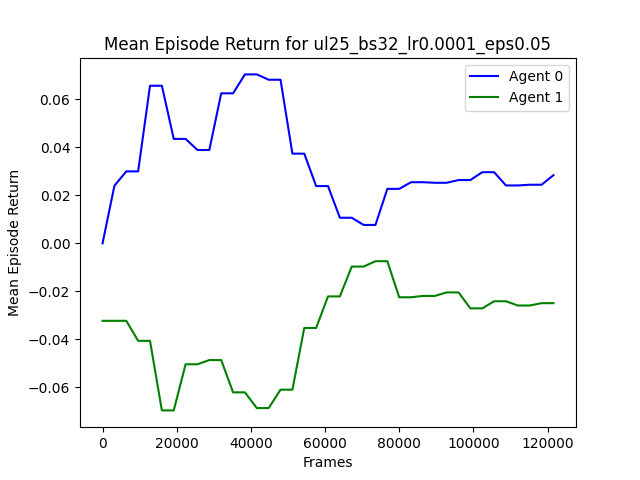 Mean Episode Return for ul25_bs32_lr0.0001_eps0.05
Agent 0
Agent 1
Mean Episode Return
0.06
0.04
0.02
0.00
−0.02
−0.04
−0.06
0 20000 40000 60000 80000 100000 120000
Frames